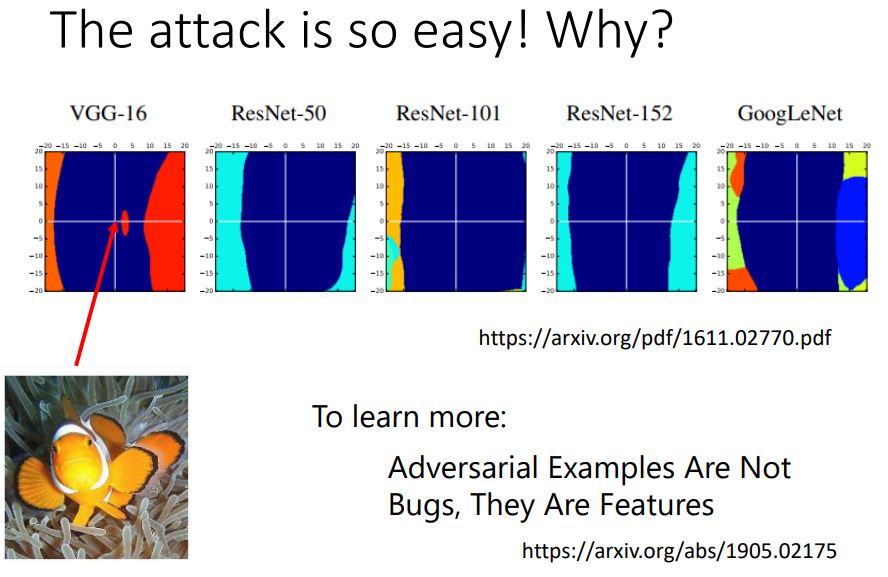 The attack is so easy! Why?
VGG-16 ResNet-50 ResNet-101 ResNet-152 GoogLeNet
−20 −15 −10 −5 0 5 10 15 20 −20 −15 −10 −5 0 5 10 15 20 −20 −15 −10 −5 0 5 10 15 20 −20 −15 −10 −5 0 5 10 15 20 −20 −15 −10 −5 0 5 10 15 20
20 20 20 20 20
15 15 15 15 15
10 10 10 10 10
5 5 5 5 5
0 0 0 0 0
−5 −5 −5 −5 −5
−10 −10 −10 −10 −10
−15 −15 −15 −15 −15
−20 −20 −20 −20 −20
https://arxiv.org/pdf/1611.02770.pdf
To learn more:
Adversarial Examples Are Not
Bugs, They Are Features
https://arxiv.org/abs/1905.02175